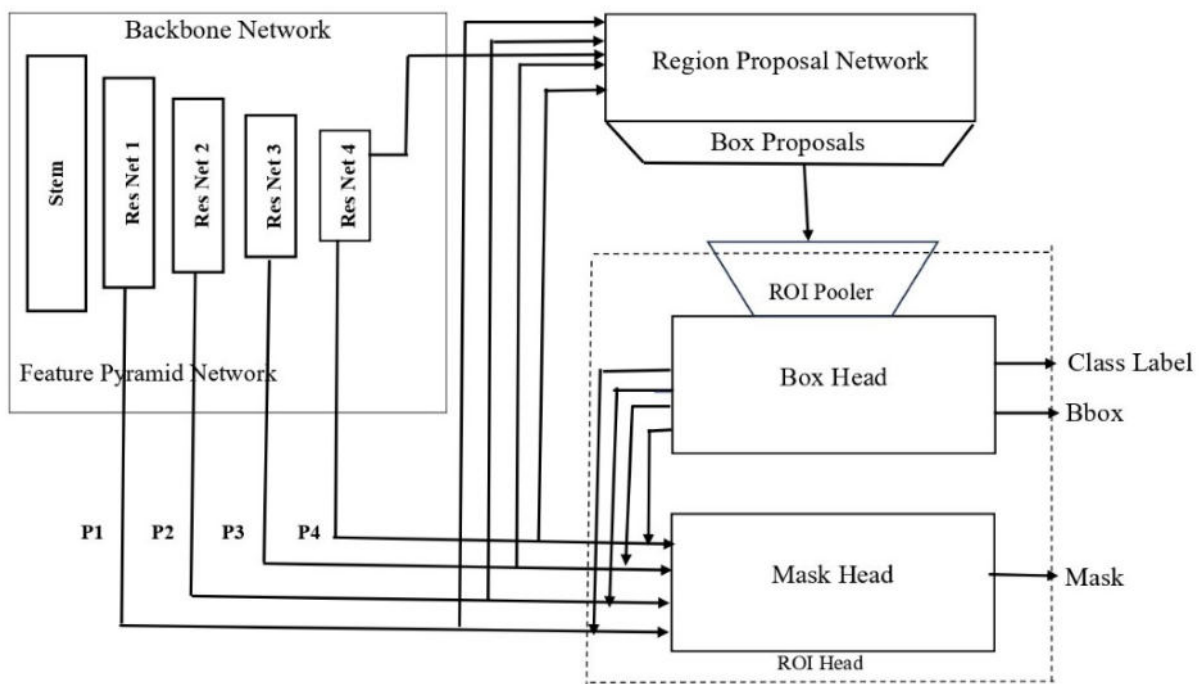 Backbone Network
Stem
Res Net 1
Res Net 2
Res Net 3
Res Net 4
Feature Pyramid Network
P1
P2
P3
P4
Region Proposal Network
Box Proposals
ROI Pooler
Box Head
Class Label
Bbox
Mask Head
Mask
ROI Head